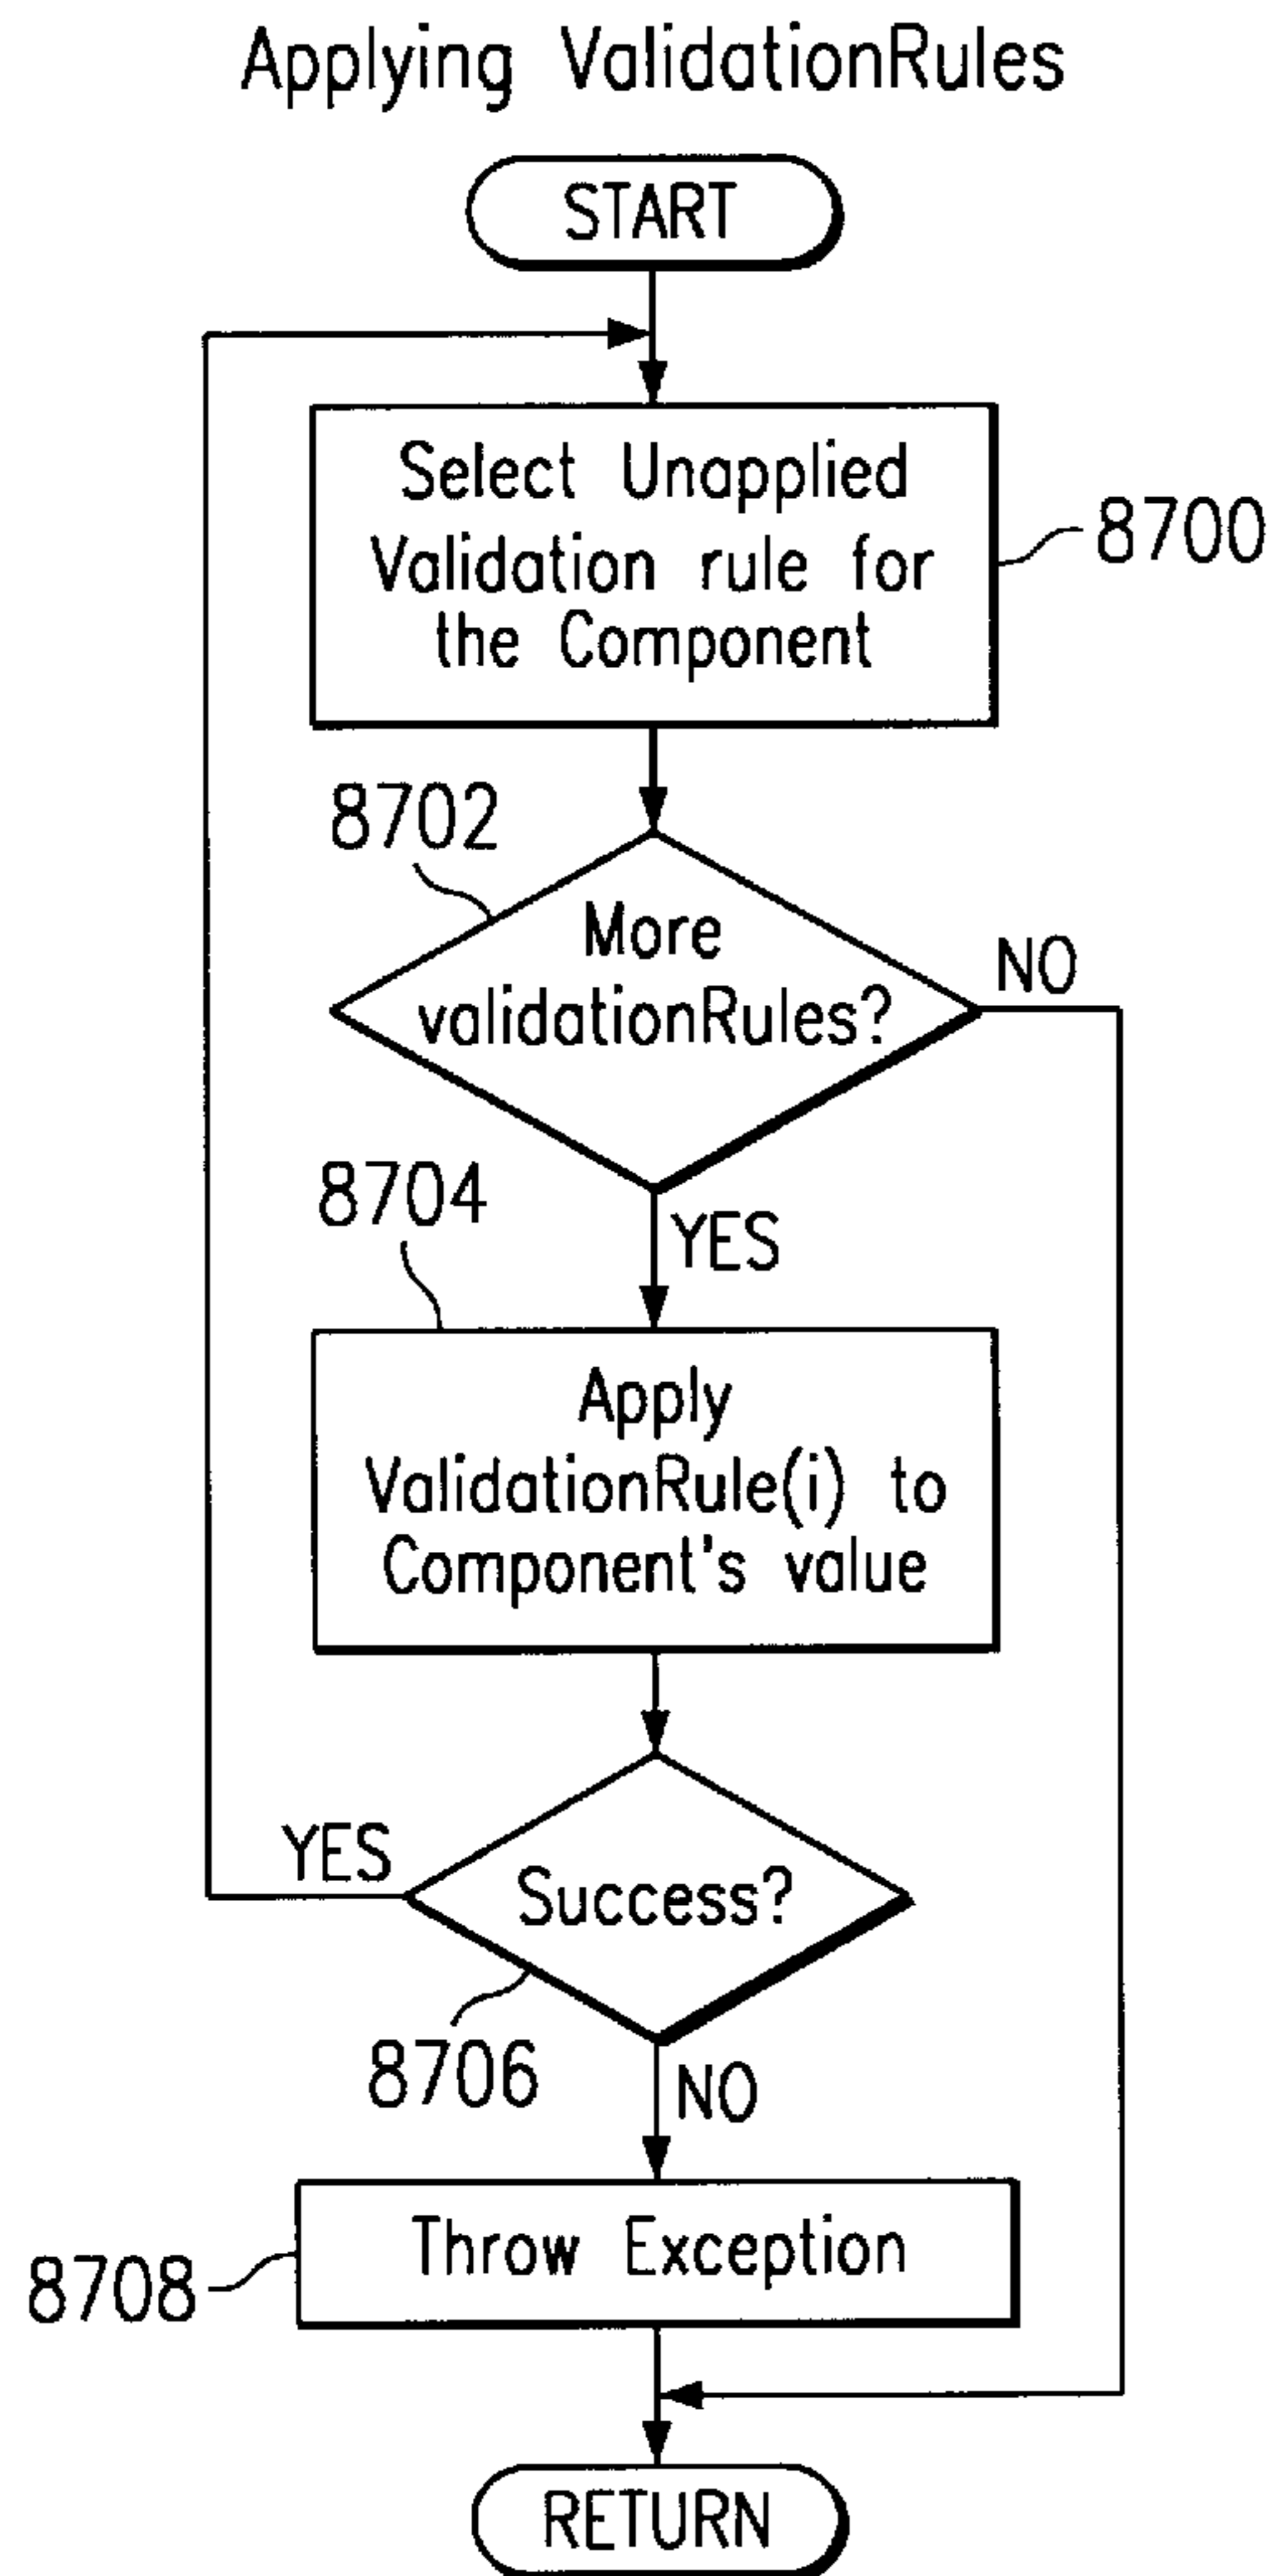 Applying ValidationRules
START
Select Unapplied
Validation rule for
the Component
8700
8702
More
validationRules?
NO
8704
YES
Apply
ValidationRule(i) to
Component's value
YES
Success?
8706
NO
Throw Exception
8708
RETURN